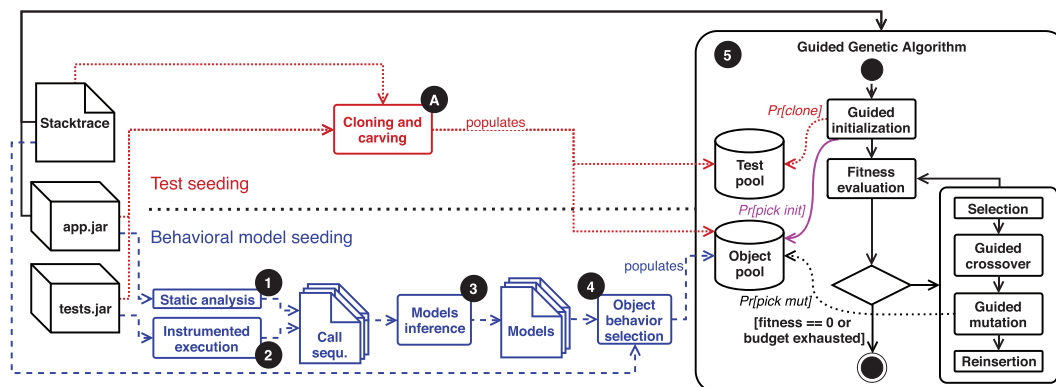 5
Guided Genetic Algorithm
Stacktrace
A
Cloning and
carving
populates
Pr[clone]
Guided
initialization
Test
pool
Fitness
evaluation
Test seeding
app.jar
Behavioral model seeding
Pr[pick init]
Object
pool
populates
Selection
Guided
crossover
Guided
mutation
Reinsertion
tests.jar
1
Static analysis
Instrumented
execution
2
Call
sequ.
3
Models
inference
Models
4
Object
behavior
selection
Pr[pick mut]
[fitness == 0 or
budget exhausted]